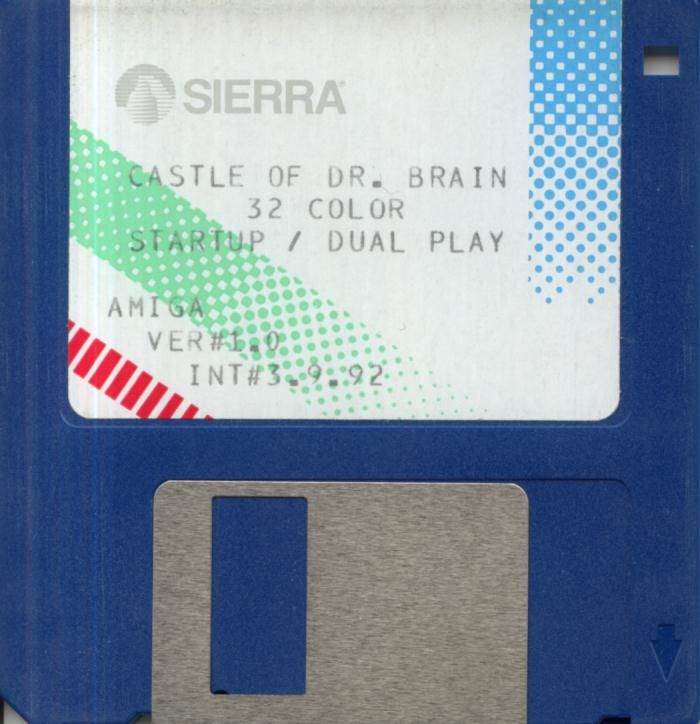 SIERRA
CASTLE OF DR. BRAIN
32 COLOR
STARTUP / DUAL PLAY
AMIGA
VER#1.0
INT#3.9.92